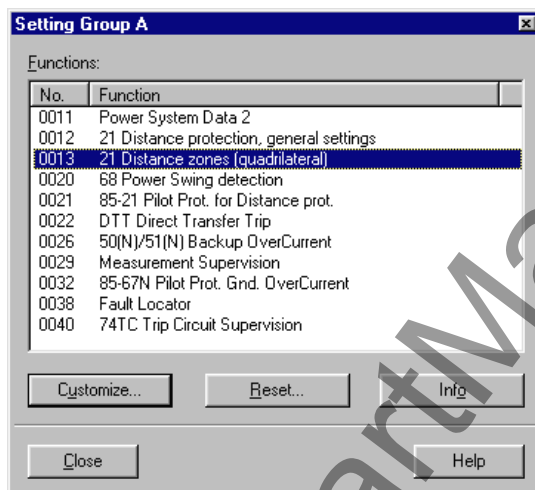 Setting Group A
Functions:
No. Function
0011 Power System Data 2
0012 21 Distance protection, general settings
0013 21 Distance zones (quadrilateral)
0020 68 Power Swing detection
0021 85-21 Pilot Prot. for Distance prot.
0022 DTT Direct Transfer Trip
0026 50(N)/51(N) Backup OverCurrent
0029 Measurement Supervision
0032 85-67N Pilot Prot. Gnd. OverCurrent
0038 Fault Locator
0040 74TC Trip Circuit Supervision
Customize... Reset... Info
Close Help